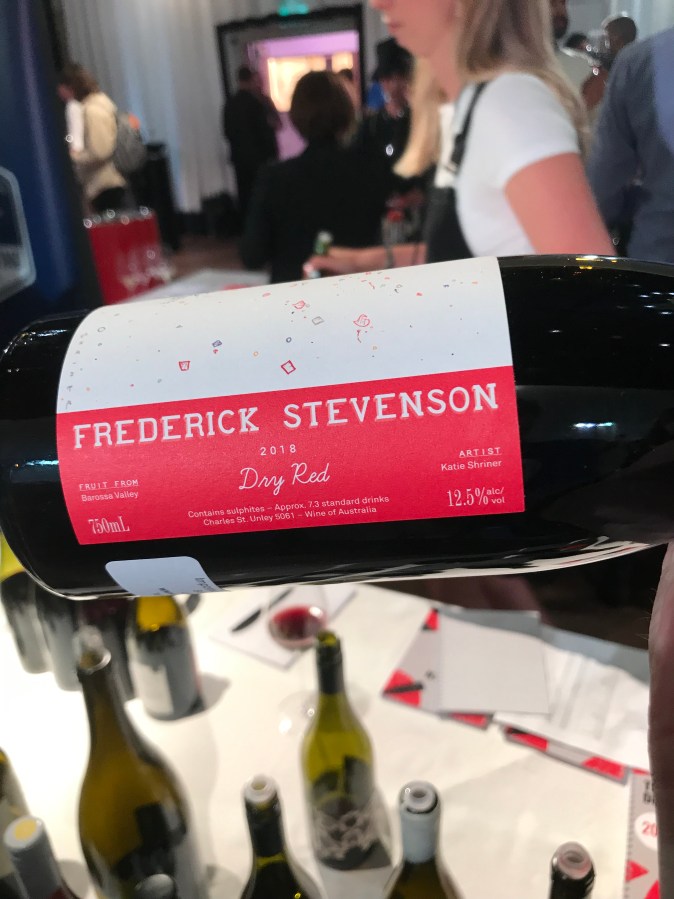 FREDERICK STEVENSON
2018
Dry Red
FRUIT FROM
Barossa Valley
750mL
Contains sulphites – Approx. 7.3 standard drinks
Charles St. Unley 5061 – Wine of Australia
ARTIST
Katie Shriner
12.5% alc/
vol
20